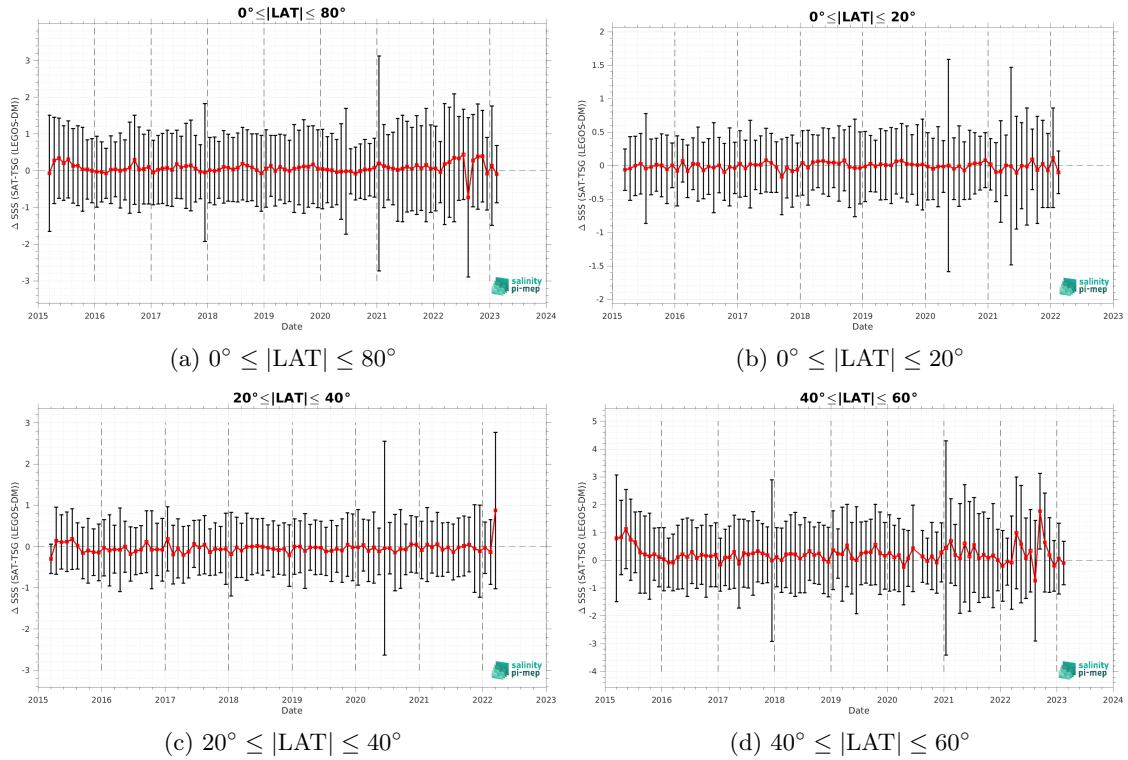 0°≤|LAT|≤ 80°
Δ SSS (SAT-TSG (LEGOS-DM))
3
2
1
0
-1
-2
-3
2015 2016 2017 2018 2019 2020 2021 2022 2023 2024
Date
salinity
pi-mep
(a) 0° ≤ |LAT| ≤ 80°
0°≤|LAT|≤ 20°
Δ SSS (SAT-TSG (LEGOS-DM))
2
1.5
1
0.5
0
-0.5
-1
-1.5
-2
2015 2016 2017 2018 2019 2020 2021 2022 2023
Date
salinity
pi-mep
(b) 0° ≤ |LAT| ≤ 20°
20°≤|LAT|≤ 40°
Δ SSS (SAT-TSG (LEGOS-DM))
3
2
1
0
-1
-2
-3
2015 2016 2017 2018 2019 2020 2021 2022 2023
Date
salinity
pi-mep
(c) 20° ≤ |LAT| ≤ 40°
40°≤|LAT|≤ 60°
Δ SSS (SAT-TSG (LEGOS-DM))
5
4
3
2
1
0
-1
-2
-3
-4
2015 2016 2017 2018 2019 2020 2021 2022 2023 2024
Date
salinity
pi-mep
(d) 40° ≤ |LAT| ≤ 60°